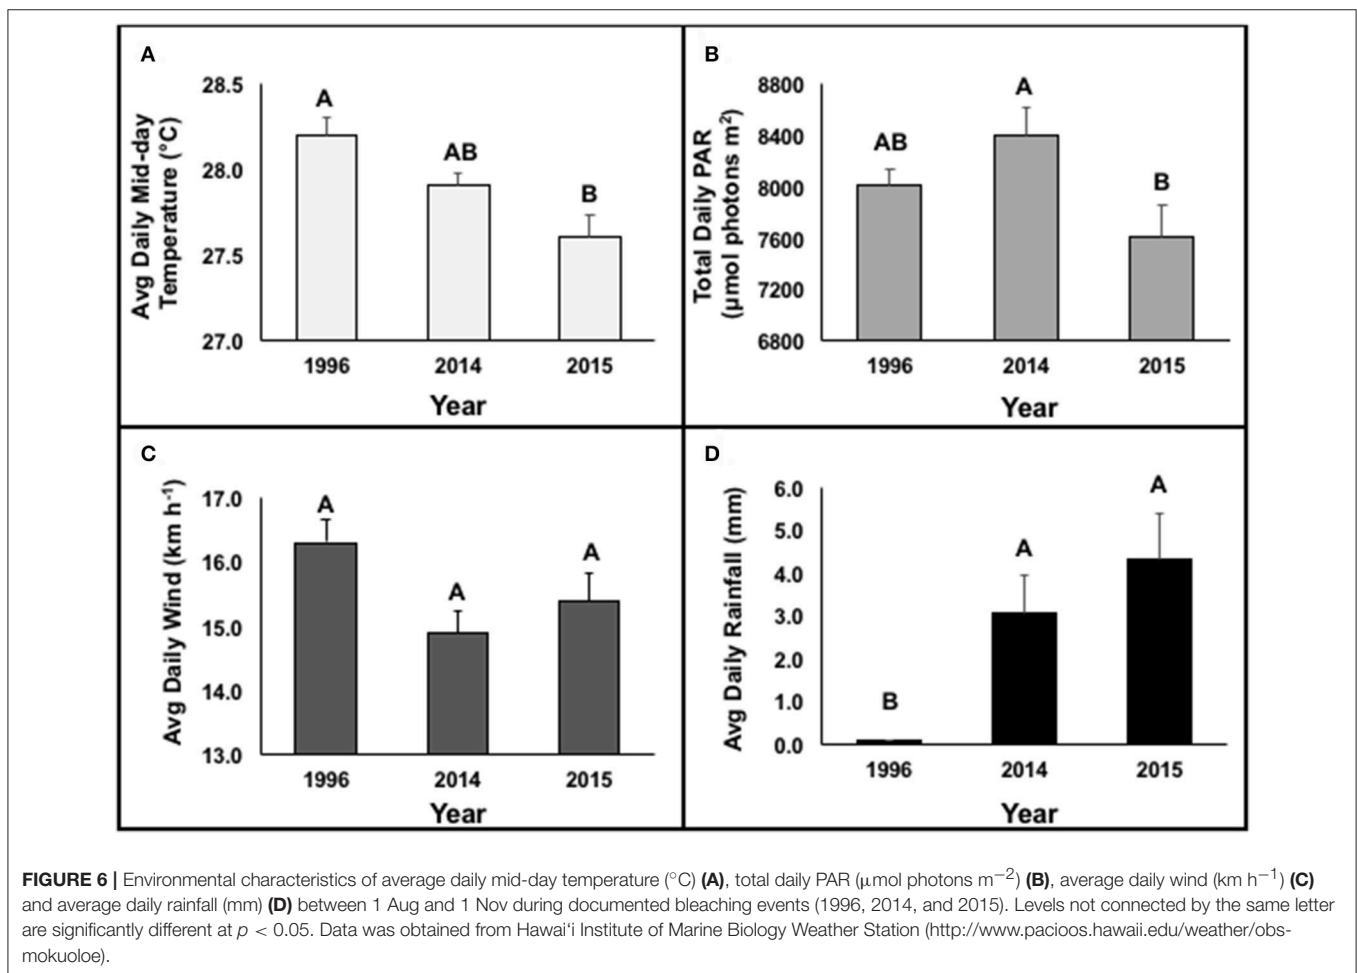 A
Avg Daily Mid-day
Temperature (°C)
28.5
28.0
27.5
27.0
A
AB
B
1996 2014 2015
Year
B
Total Daily PAR
(µmol photons m²)
8800
8400
8000
7600
7200
6800
AB
A
B
1996 2014 2015
Year
C
Avg Daily Wind (km h⁻¹)
17.0
16.0
15.0
14.0
13.0
A
A
A
1996 2014 2015
Year
D
Avg Daily Rainfall (mm)
6.0
5.0
4.0
3.0
2.0
1.0
0.0
B
A
A
1996 2014 2015
Year
FIGURE 6 | Environmental characteristics of average daily mid-day temperature (°C) (A), total daily PAR (µmol photons m⁻²) (B), average daily wind (km h⁻¹) (C)
and average daily rainfall (mm) (D) between 1 Aug and 1 Nov during documented bleaching events (1996, 2014, and 2015). Levels not connected by the same letter
are significantly different at p < 0.05. Data was obtained from Hawai‘i Institute of Marine Biology Weather Station (http://www.pacioos.hawaii.edu/weather/obs-
mokuoloe).